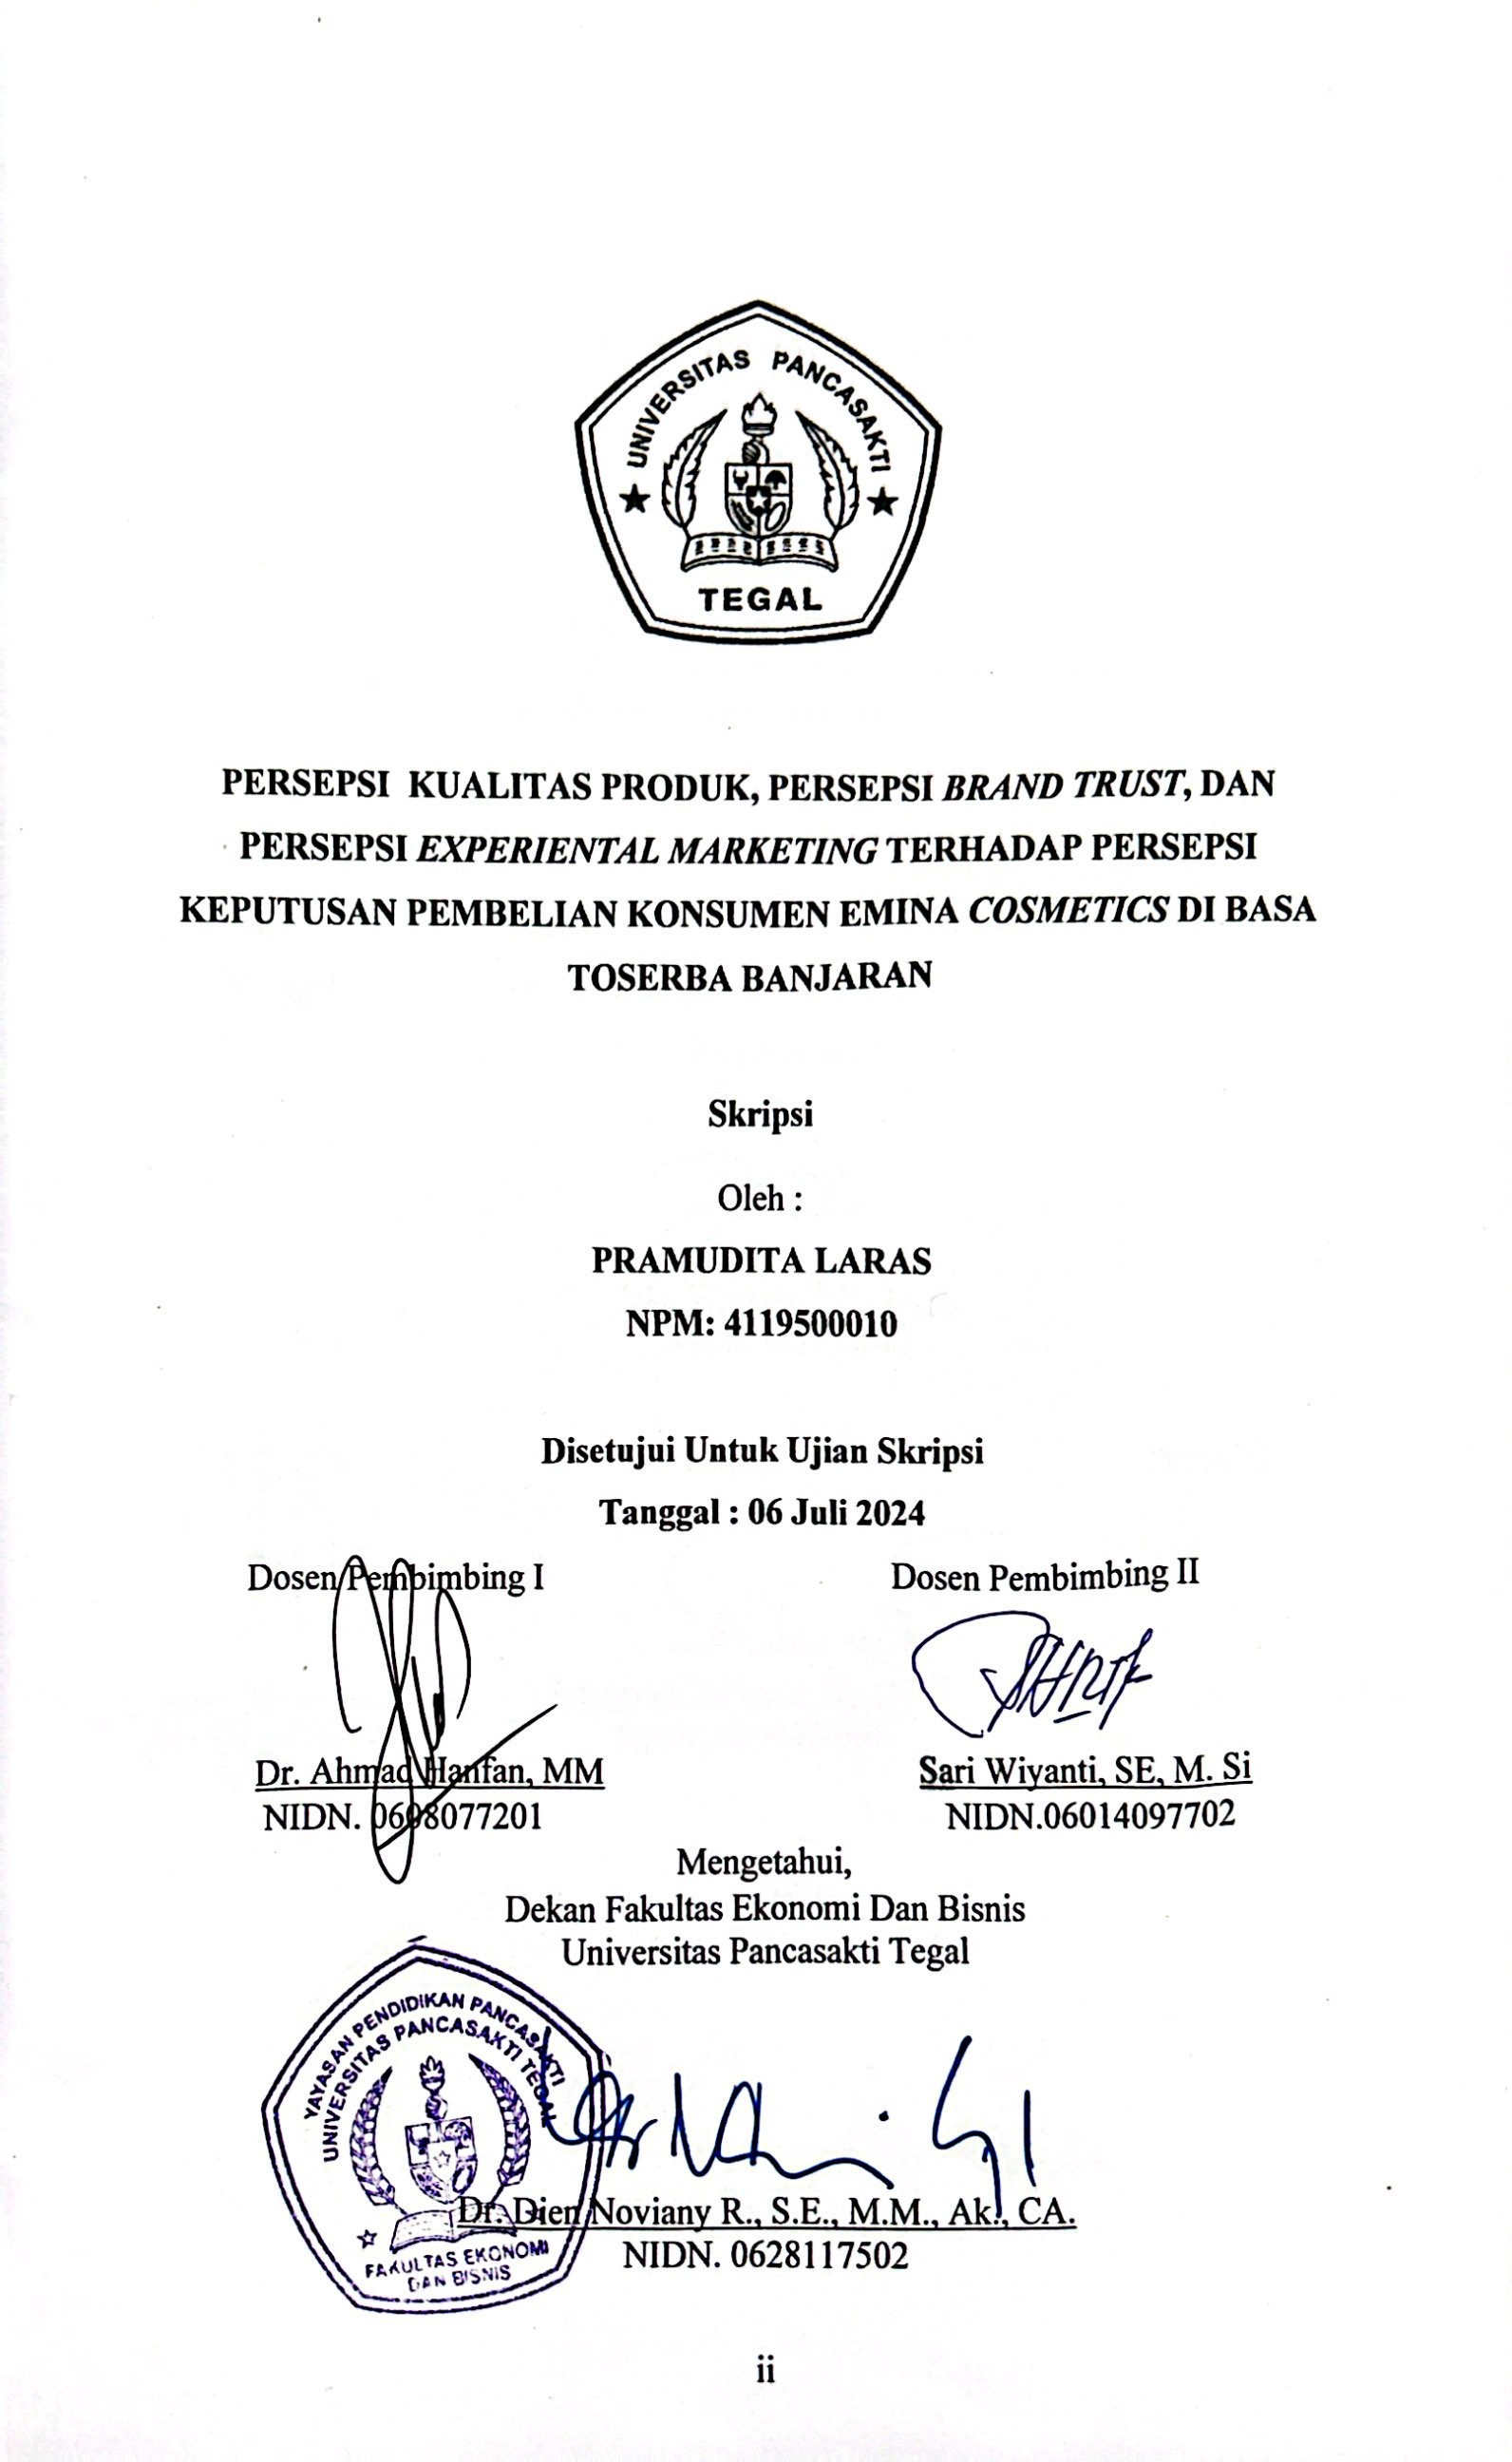 UNIVERSITAS PANCASAKTI
TEGAL
PERSEPSI KUALITAS PRODUK, PERSEPSI BRAND TRUST, DAN
PERSEPSI EXPERIENTAL MARKETING TERHADAP PERSEPSI
KEPUTUSAN PEMBELIAN KONSUMEN EMINA COSMETICS DI BASA
TOSERBA BANJARAN
Skripsi
Oleh :
PRAMUDITA LARAS
NPM: 4119500010
Disetujui Untuk Ujian Skripsi
Tanggal : 06 Juli 2024
Dosen Pembimbing I
Dosen Pembimbing II
Dr. Ahmad Hanfan, MM
Sari Wiyanti, SE, M. Si
NIDN. 0608077201
NIDN.06014097702
Mengetahui,
Dekan Fakultas Ekonomi Dan Bisnis
Universitas Pancasakti Tegal
YAYASAN PENDIDIKAN PANCASAKTI
UNIVERSITAS PANCASAKTI TEGAL
FAKULTAS EKONOMI
DAN BISNIS
Dr. Dien Noviany R., S.E., M.M., Ak., CA.
NIDN. 0628117502
ii